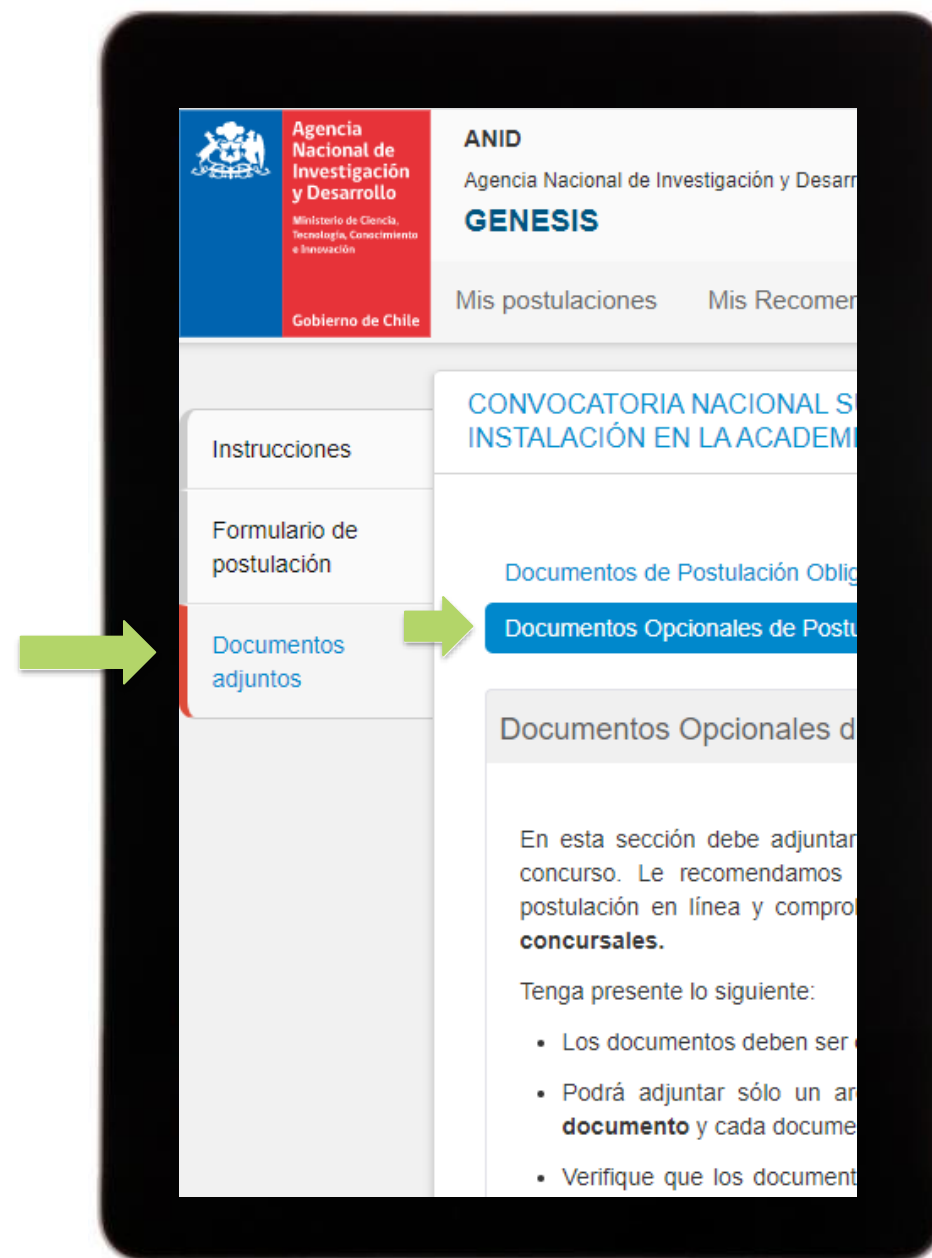 Agencia
Nacional de
Investigación
y Desarrollo
Ministerio de Ciencia,
Tecnología, Conocimiento
e Innovación
Gobierno de Chile
ANID
Agencia Nacional de Investigación y Desarr
GENESIS
Mis postulaciones Mis Recomen
Instrucciones
Formulario de
postulación
Documentos
adjuntos
CONVOCATORIA NACIONAL SU
INSTALACIÓN EN LA ACADEMI
Documentos de Postulación Oblig
Documentos Opcionales de Postu
Documentos Opcionales d
En esta sección debe adjuntar
concurso. Le recomendamos
postulación en línea y comprob
concursales.
Tenga presente lo siguiente:
• Los documentos deben ser
• Podrá adjuntar sólo un ar
documento y cada docume
• Verifique que los document